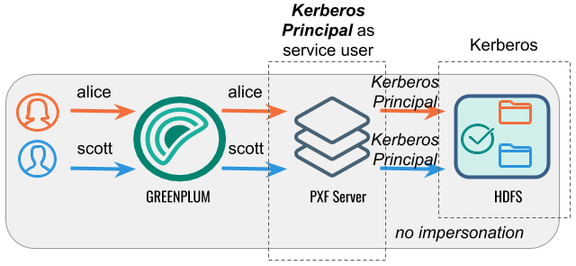 Kerberos
Principal as
service user
Kerberos
alice
alice
Kerberos
Principal
scott
scott
Kerberos
Principal
GREENPLUM
PXF Server
HDFS
no impersonation